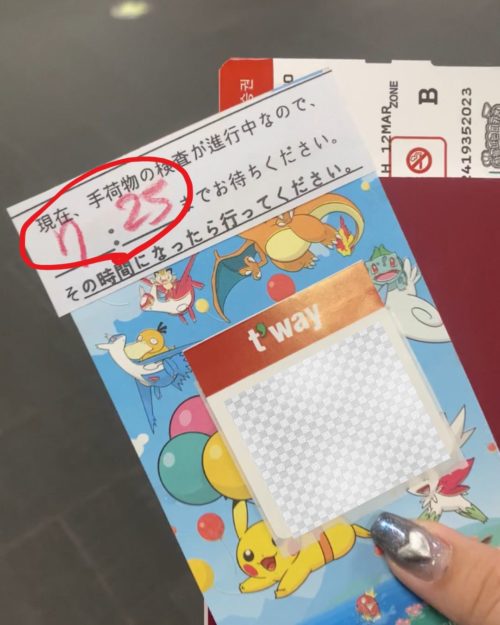 現在、手荷物の検査が進行中なので、
7:25 までお待ちください。
その時間になったら行ってください。
t'way
12MAR
ZONE
B
419352023